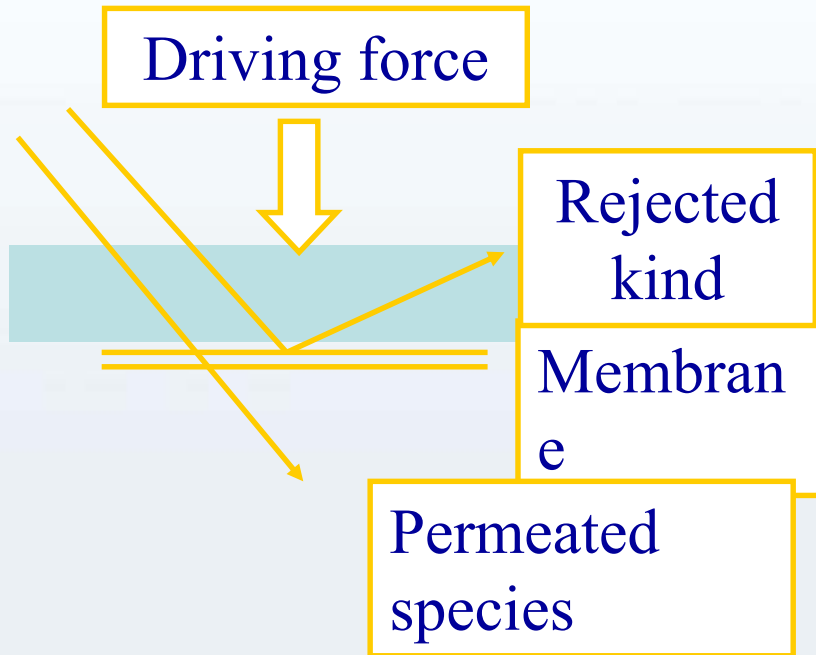 Driving force
Rejected
kind
Membran
e
Permeated
species